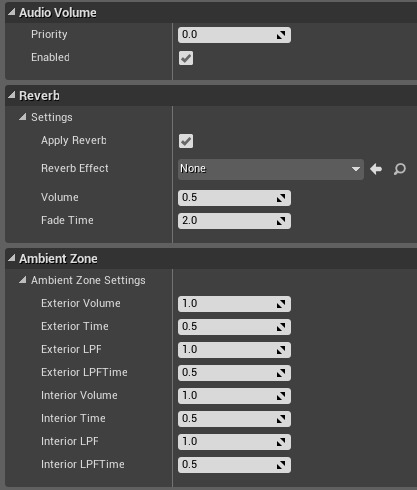 Audio Volume
Priority 0.0
Enabled
Reverb
Settings
Apply Reverb
Reverb Effect None
Volume 0.5
Fade Time 2.0
Ambient Zone
Ambient Zone Settings
Exterior Volume 1.0
Exterior Time 0.5
Exterior LPF 1.0
Exterior LPFTime 0.5
Interior Volume 1.0
Interior Time 0.5
Interior LPF 1.0
Interior LPFTime 0.5